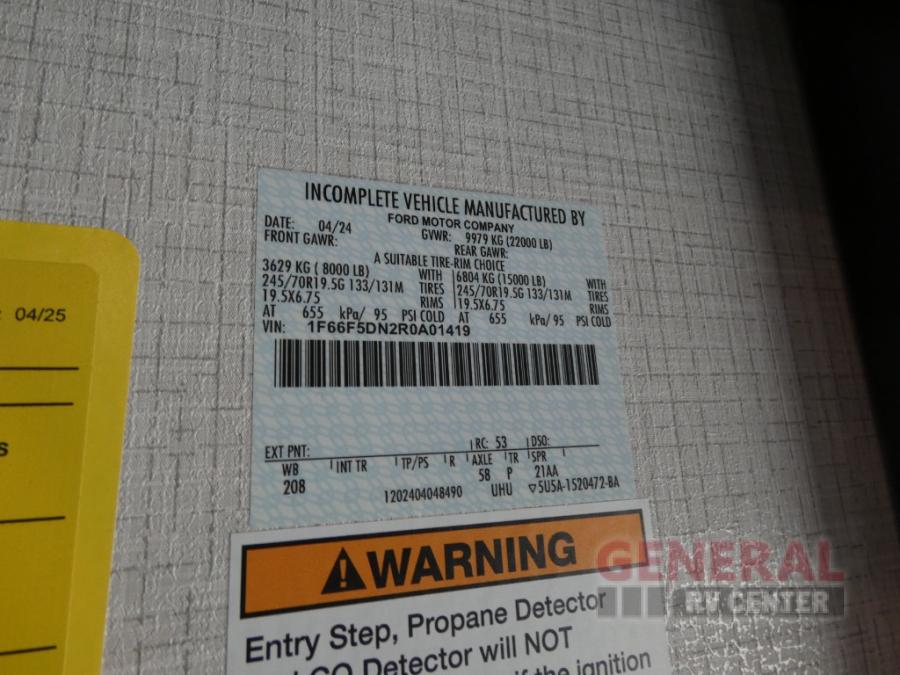 INCOMPLETE VEHICLE MANUFACTURED BY
FORD MOTOR COMPANY
DATE: 04/24 GVWR: 9979 KG (22000 LB)
FRONT GAWR: REAR GAWR:
A SUITABLE TIRE-RIM CHOICE
3629 KG ( 8000 LB) WITH 6804 KG (15000 LB) WITH
245/70R19.5G 133/131M TIRES 245/70R19.5G 133/131M TIRES
19.5X6.75 RIMS 19.5X6.75 RIMS
AT 655 kPa/ 95 PSI COLD AT 655 kPa/ 95 PSI COLD
VIN: 1F66F5DN2R0A01419
EXT PNT: RC: 53 DSO:
WB INT TR TP/PS R AXLE TR SPR
208 58 P 21AA
1202404048490 UHU ▽5U5A-1520472-BA
04/25
s
WARNING
Entry Step, Propane Detector
CO Detector will NOT
if the ignition
GENERAL
RV CENTER